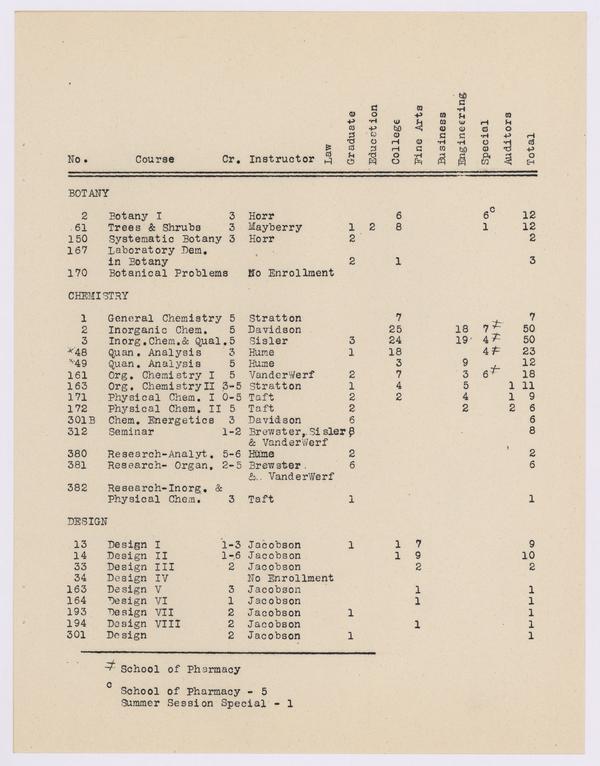 No. Course Cr. Instructor Law Graduate Education College Fine Arts Business Engineering Special Auditors Total
BOTANY
2 Botany I 3 Horr 6 6c 12
61 Trees & Shrubs 3 Mayberry 1 2 8 1 12
150 Systematic Botany 3 Horr 2 2
167 Laboratory Dem.
in Botany 2 1 3
170 Botanical Problems No Enrollment
CHEMISTRY
1 General Chemistry 5 Stratton 7 7
2 Inorganic Chem. 5 Davidson 25 18 7≠ 50
3 Inorg.Chem.& Qual.5 Sisler 3 24 19 4≠ 50
*48 Quan. Analysis 3 Hume 1 18 4≠ 23
*49 Quan. Analysis 5 Hume 3 9 12
161 Org. Chemistry I 5 VanderWerf 2 7 3 6≠ 18
163 Org. Chemistry II 3-5 Stratton 1 4 5 1 11
171 Physical Chem. I 0-5 Taft 2 2 4 1 9
172 Physical Chem. II 5 Taft 2 2 2 6
301B Chem. Energetics 3 Davidson 6 6
312 Seminar 1-2 Brewster, Sisler 8 8
& VanderWerf
380 Research-Analyt. 5-6 Hume 2 2
381 Research- Organ. 2-5 Brewster 6 6
&. VanderWerf
382 Research-Inorg. &
Physical Chem. 3 Taft 1 1
DESIGN
13 Design I 1-3 Jacobson 1 1 7 9
14 Design II 1-6 Jacobson 1 9 10
33 Design III 2 Jacobson 2 2
34 Design IV No Enrollment
163 Design V 3 Jacobson 1 1
164 Design VI 1 Jacobson 1 1
193 Design VII 2 Jacobson 1 1
194 Design VIII 2 Jacobson 1 1
301 Design 2 Jacobson 1 1
≠ School of Pharmacy
c School of Pharmacy - 5
Summer Session Special - 1